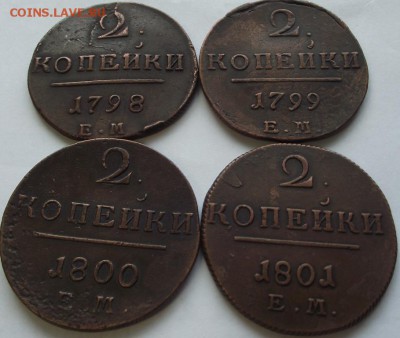 COINS.LAVE.RU
2.
КОПЕЙКИ
1798
Е.М
2.
КОПЕЙКИ
1799
Е.М
2.
КОПЕЙКИ
1800
Е.М.
2.
КОПЕЙКИ
1801
Е.М.